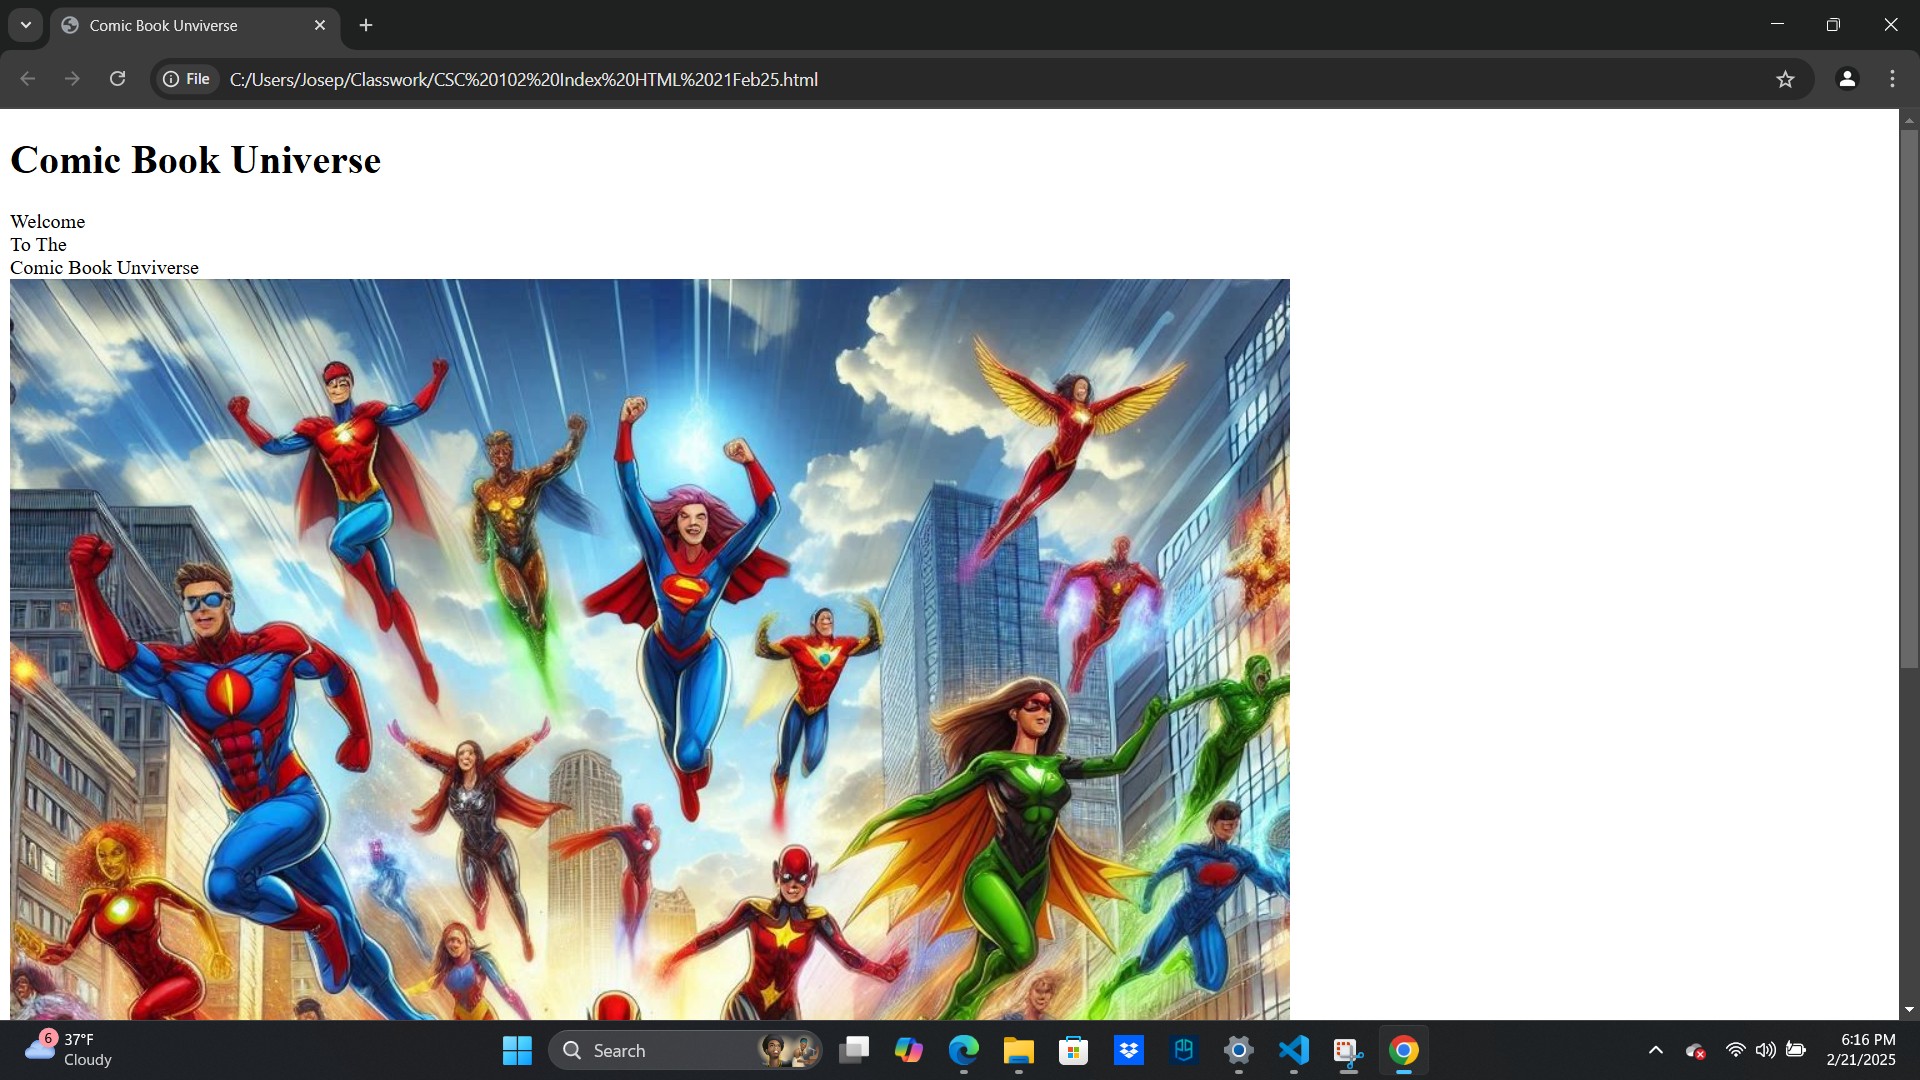 Comic Book Unviverse
File C:/Users/Josep/Classwork/CSC%20102%20Index%20HTML%2021Feb25.html
Comic Book Universe
Welcome
To The
Comic Book Unviverse
6
37°F
Cloudy
Search
6:16 PM
2/21/2025